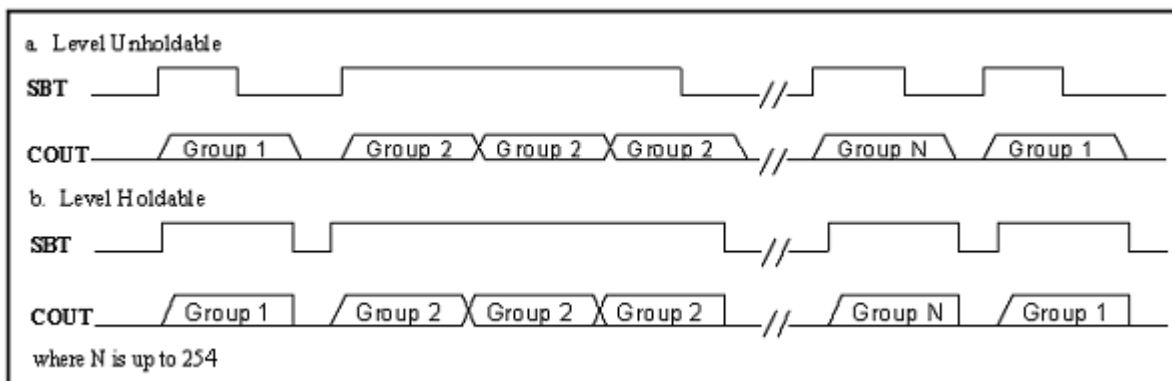 a. Level Unholdable
SBT
COUT Group 1 Group 2 Group 2 Group 2 // Group N Group 1
b. Level Holdable
SBT
COUT Group 1 Group 2 Group 2 Group 2 // Group N Group 1
where N is up to 254